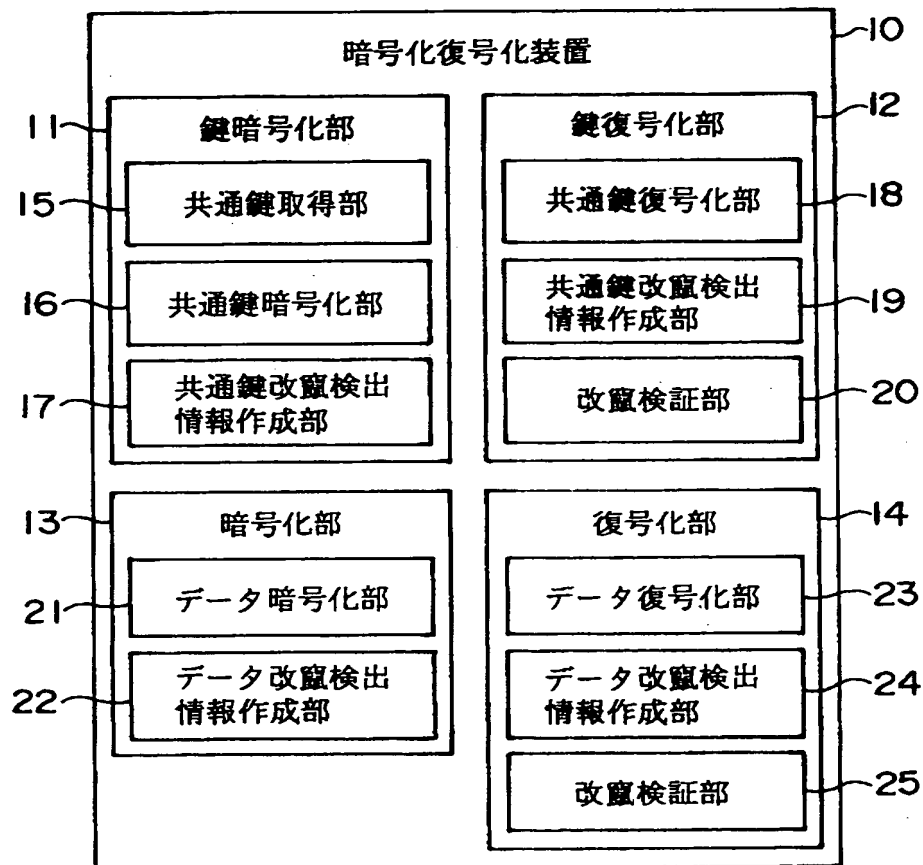 10
暗号化復号化装置
11
鍵暗号化部
15
共通鍵取得部
16
共通鍵暗号化部
17
共通鍵改竄検出
情報作成部
12
鍵復号化部
18
共通鍵復号化部
19
共通鍵改竄検出
情報作成部
20
改竄検証部
13
暗号化部
21
データ暗号化部
22
データ改竄検出
情報作成部
14
復号化部
23
データ復号化部
24
データ改竄検出
情報作成部
25
改竄検証部